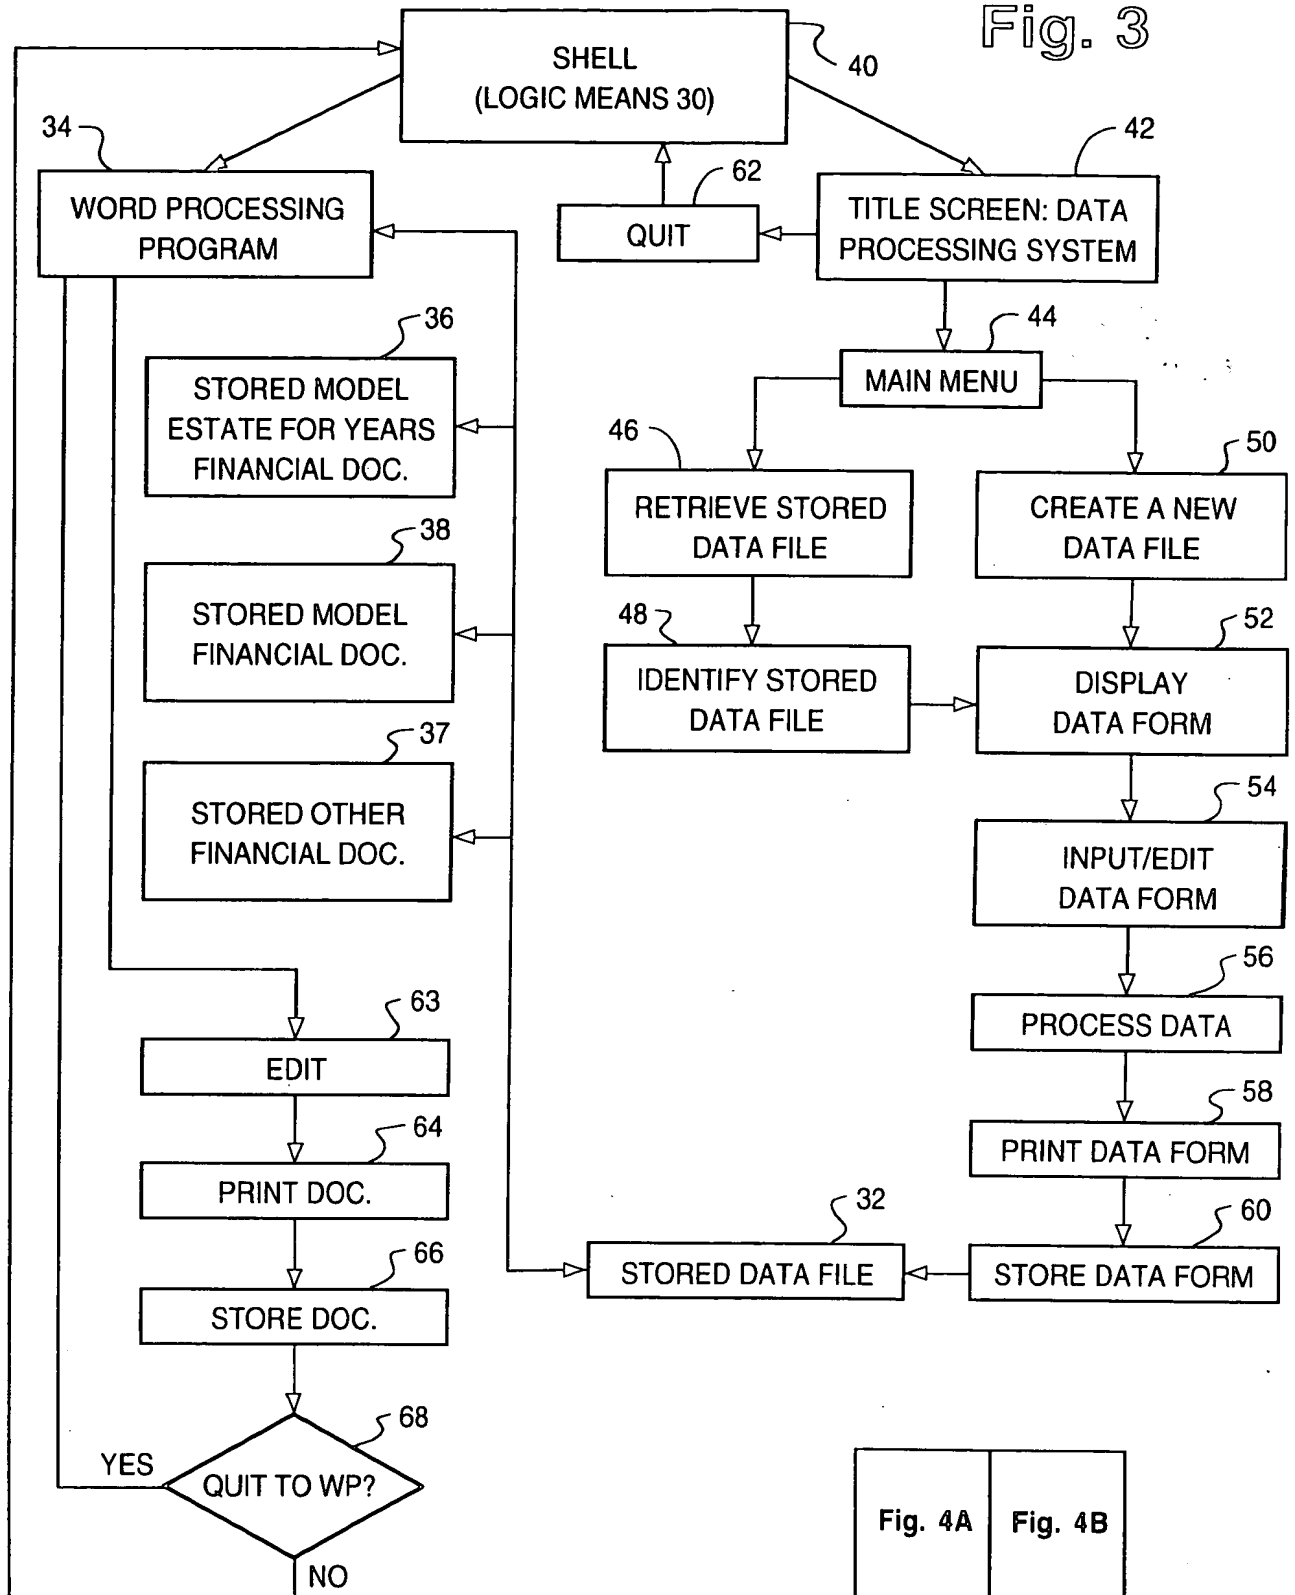 Fig. 3
SHELL
(LOGIC MEANS 30)
40
34
WORD PROCESSING
PROGRAM
62
QUIT
42
TITLE SCREEN: DATA
PROCESSING SYSTEM
36
STORED MODEL
ESTATE FOR YEARS
FINANCIAL DOC.
44
MAIN MENU
46
RETRIEVE STORED
DATA FILE
50
CREATE A NEW
DATA FILE
38
STORED MODEL
FINANCIAL DOC.
48
IDENTIFY STORED
DATA FILE
52
DISPLAY
DATA FORM
37
STORED OTHER
FINANCIAL DOC.
54
INPUT/EDIT
DATA FORM
56
PROCESS DATA
63
EDIT
58
PRINT DATA FORM
64
PRINT DOC.
32
STORED DATA FILE
60
STORE DATA FORM
66
STORE DOC.
68
YES
QUIT TO WP?
NO
Fig. 4A
Fig. 4B